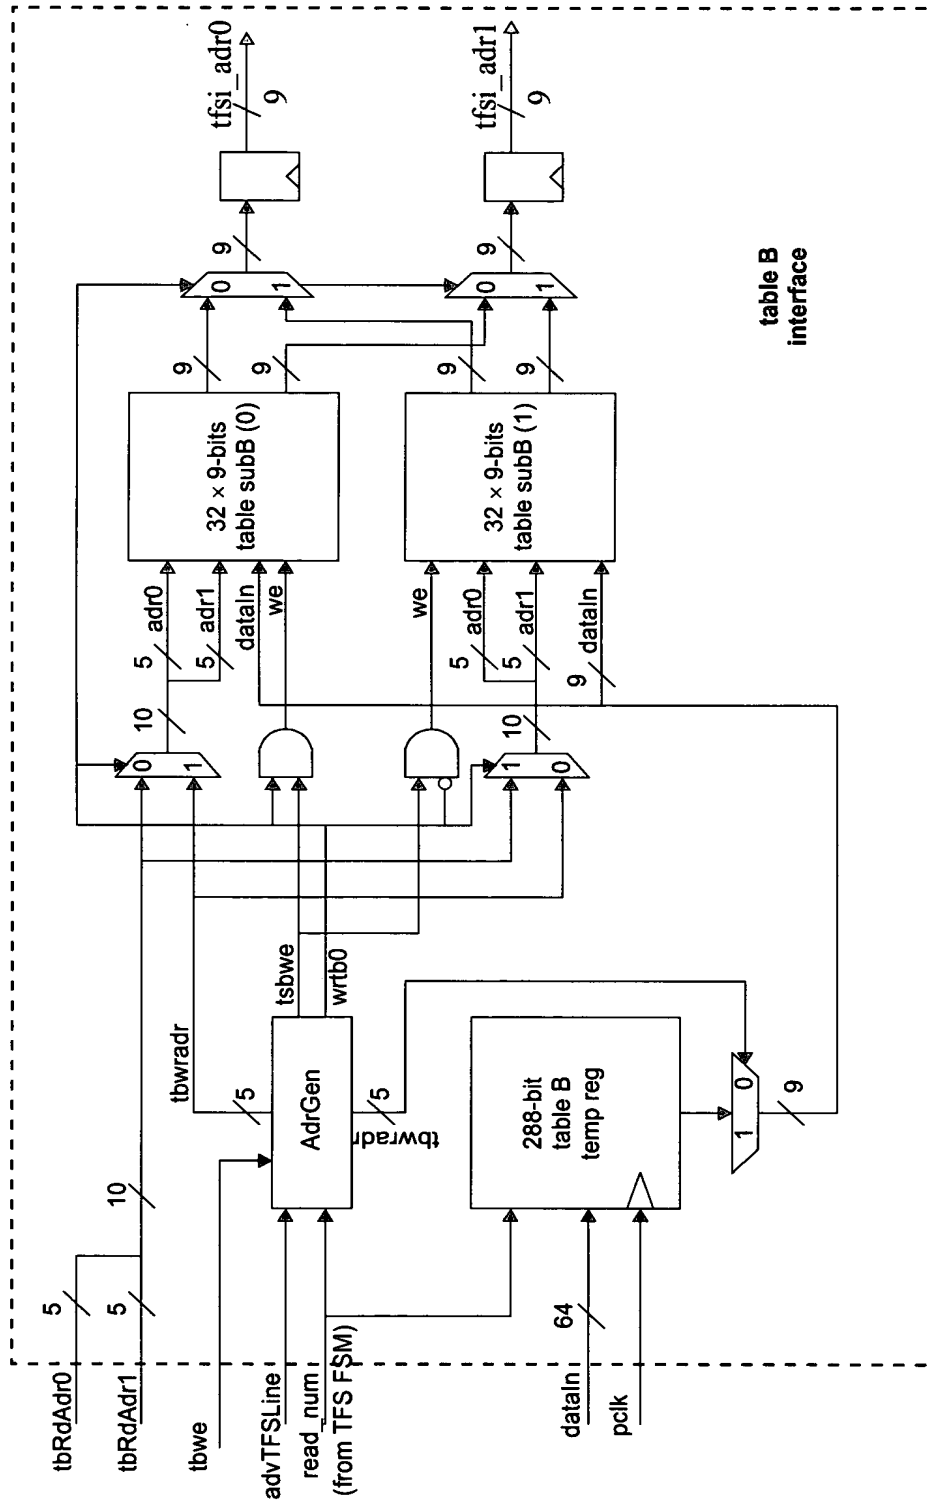 tbRdAdr0
5
tbRdAdr1
5
10
tbwe
advTFSLine
read_num
(from TFS FSM)
dataIn
64
pclk
AdrGen
tbwradr
5
tbwradr
5
tsbwe
wrtb0
288-bit
table B
temp reg
1
0
9
0
1
10
5
adr0
5
adr1
dataIn
we
32 × 9-bits
table subB (0)
9
9
0
1
9
tfsi_adr0
9
1
0
10
we
5
adr0
5
adr1
9
dataIn
32 × 9-bits
table subB (1)
9
9
0
1
9
tfsi_adr1
9
table B
interface